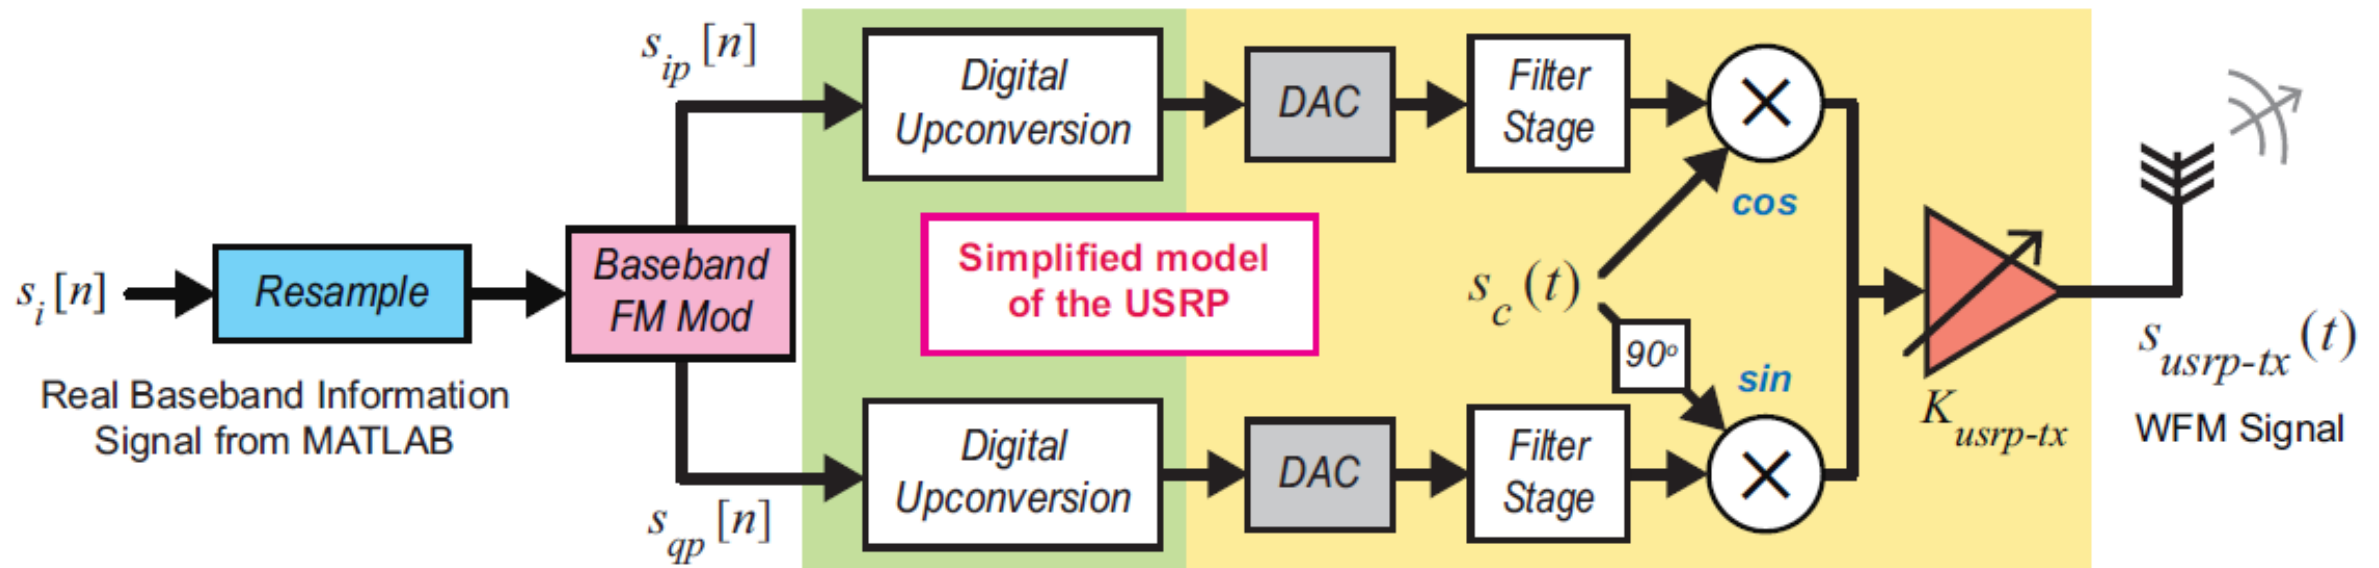 s_ip[n]
Digital
Upconversion
DAC
Filter
Stage
×
cos
s_i[n]
Resample
Baseband
FM Mod
Simplified model
of the USRP
s_c(t)
90°
sin
K_usrp-tx
s_usrp-tx(t)
WFM Signal
Real Baseband Information
Signal from MATLAB
s_qp[n]
Digital
Upconversion
DAC
Filter
Stage
×